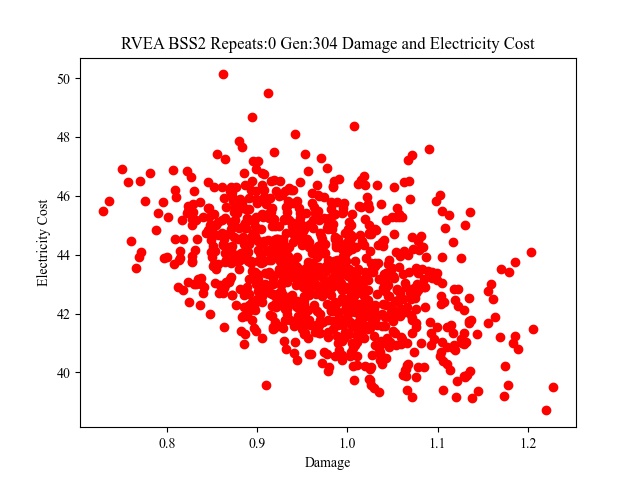 RVEA BSS2 Repeats:0 Gen:304 Damage and Electricity Cost
50
48
46
44
42
40
Electricity Cost
0.8 0.9 1.0 1.1 1.2
Damage